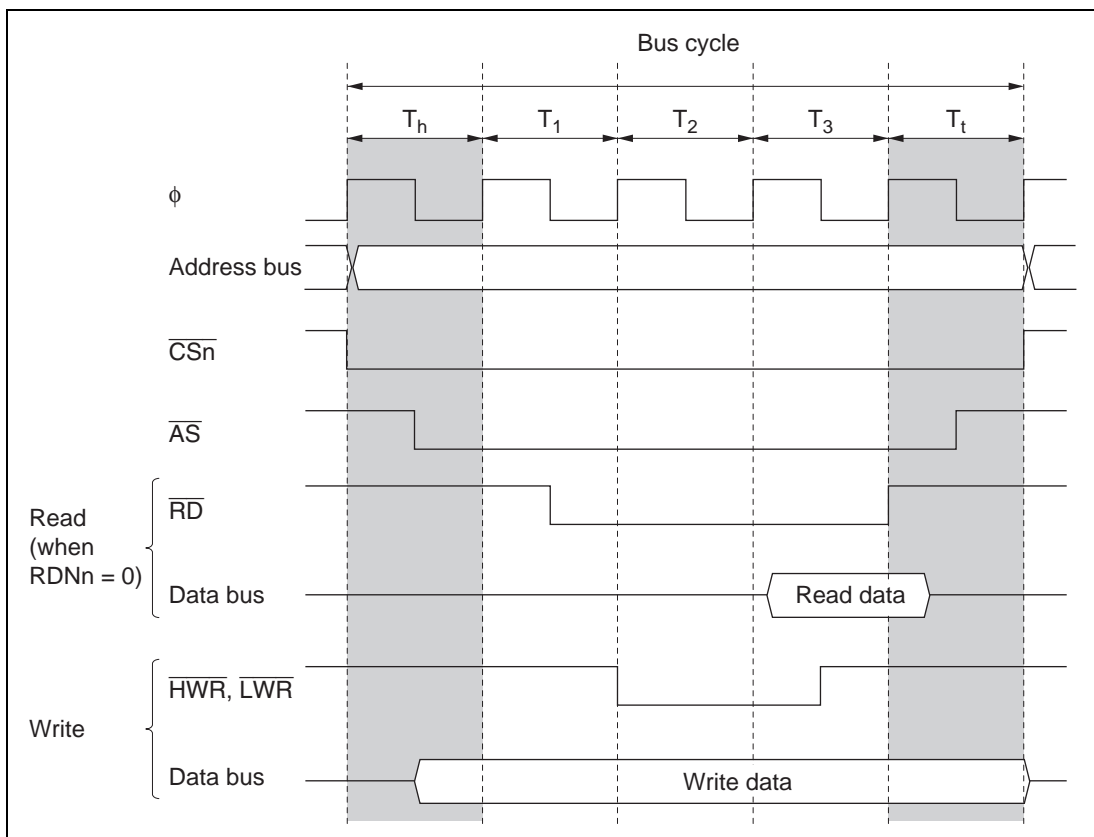 Bus cycle
Th T1 T2 T3 Tt
ϕ
Address bus
CSn
AS
Read
(when
RDNn = 0)
RD
Data bus
Read data
Write
HWR, LWR
Data bus
Write data